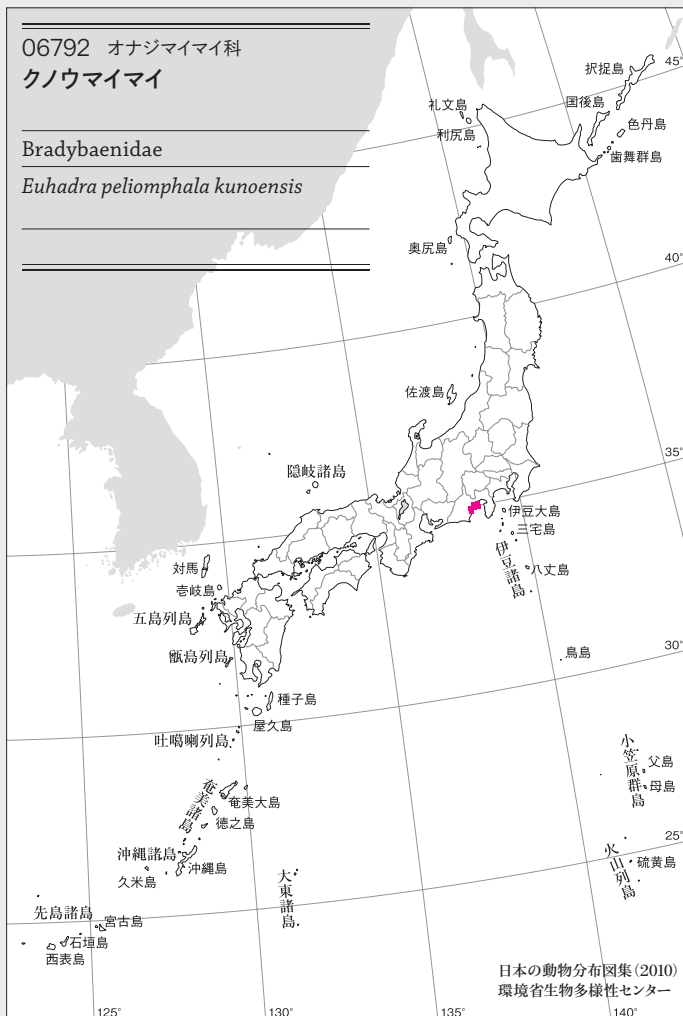 06792 オナジマイマイ科
クノウマイマイ
Bradybaenidae
Euhadra peliomphala kunoensis
択捉島
45°
礼文島
国後島
色丹島
利尻島
歯舞群島
奥尻島
40°
佐渡島
35°
隠岐諸島
伊豆大島
三宅島
伊豆諸島
八丈島
対馬
壱岐島
五島列島
甑島列島
鳥島
30°
種子島
屋久島
吐噶喇列島
小笠原群島
父島
母島
奄美諸島
奄美大島
徳之島
沖縄諸島
沖縄島
久米島
25°
火山列島
硫黄島
大東諸島
先島諸島
宮古島
石垣島
西表島
日本の動物分布図集(2010)
環境省生物多様性センター
125°
130°
135°
140°